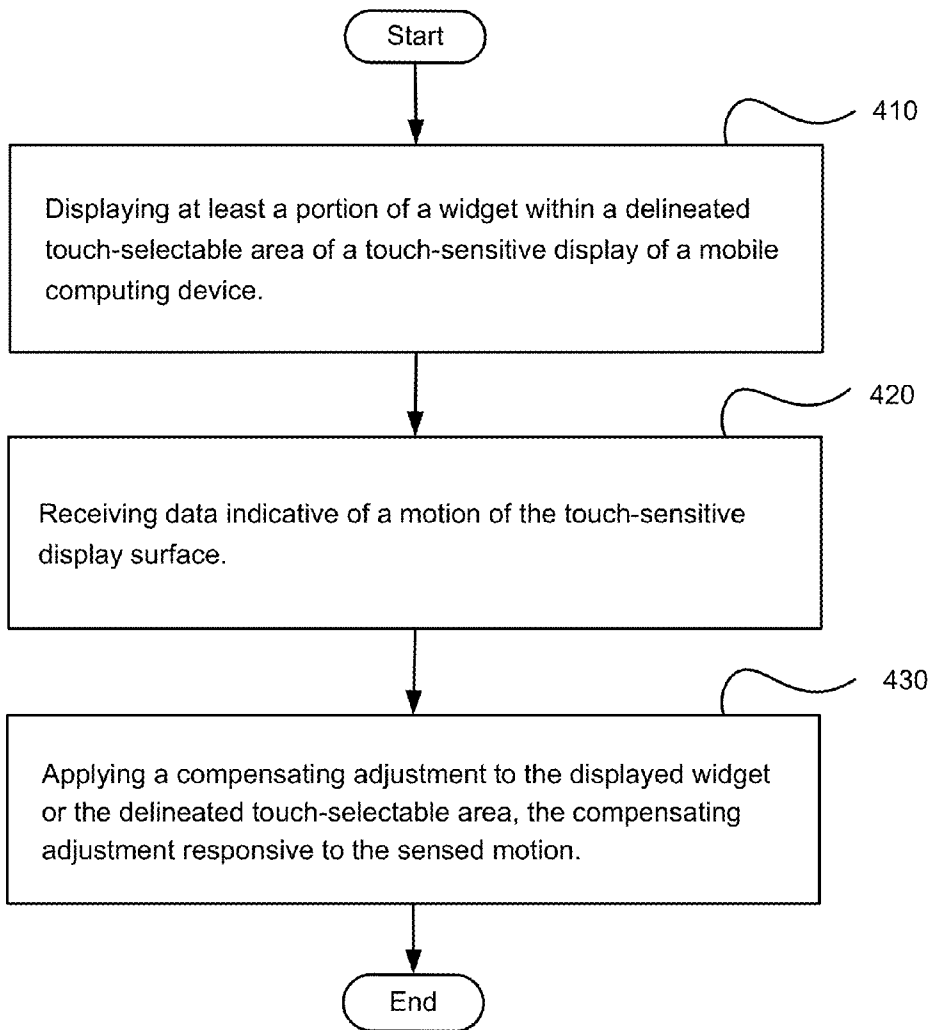 Start
410
Displaying at least a portion of a widget within a delineated
touch-selectable area of a touch-sensitive display of a mobile
computing device.
420
Receiving data indicative of a motion of the touch-sensitive
display surface.
430
Applying a compensating adjustment to the displayed widget
or the delineated touch-selectable area, the compensating
adjustment responsive to the sensed motion.
End